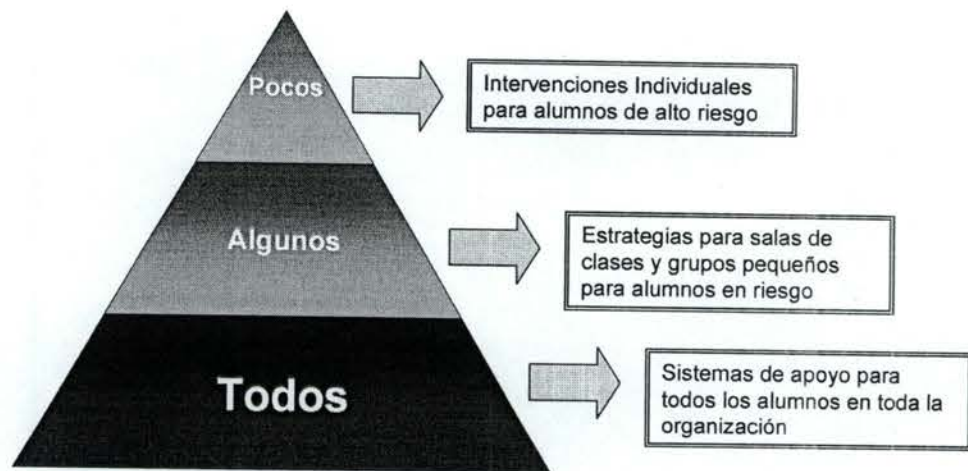 Pocos
Intervenciones Individuales
para alumnos de alto riesgo
Algunos
Estrategias para salas de
clases y grupos pequeños
para alumnos en riesgo
Todos
Sistemas de apoyo para
todos los alumnos en toda la
organización